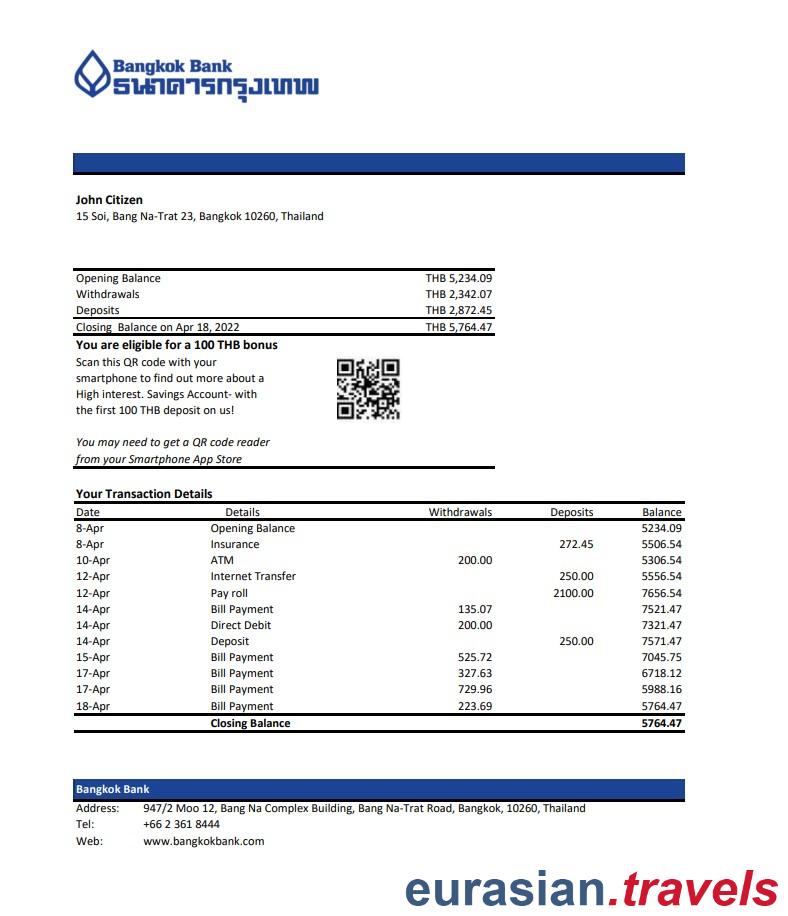 Bangkok Bank
ธนาคารกรุงเทพ
John Citizen
15 Soi, Bang Na-Trat 23, Bangkok 10260, Thailand
Opening Balance THB 5,234.09
Withdrawals THB 2,342.07
Deposits THB 2,872.45
Closing Balance on Apr 18, 2022 THB 5,764.47
You are eligible for a 100 THB bonus
Scan this QR code with your
smartphone to find out more about a
High interest. Savings Account- with
the first 100 THB deposit on us!
You may need to get a QR code reader
from your Smartphone App Store
Your Transaction Details
Date Details Withdrawals Deposits Balance
8-Apr Opening Balance 5234.09
8-Apr Insurance 272.45 5506.54
10-Apr ATM 200.00 5306.54
12-Apr Internet Transfer 250.00 5556.54
12-Apr Pay roll 2100.00 7656.54
14-Apr Bill Payment 135.07 7521.47
14-Apr Direct Debit 200.00 7321.47
14-Apr Deposit 250.00 7571.47
15-Apr Bill Payment 525.72 7045.75
17-Apr Bill Payment 327.63 6718.12
17-Apr Bill Payment 729.96 5988.16
18-Apr Bill Payment 223.69 5764.47
Closing Balance 5764.47
Bangkok Bank
Address: 947/2 Moo 12, Bang Na Complex Building, Bang Na-Trat Road, Bangkok, 10260, Thailand
Tel: +66 2 361 8444
Web: www.bangkokbank.com
eurasian.travels